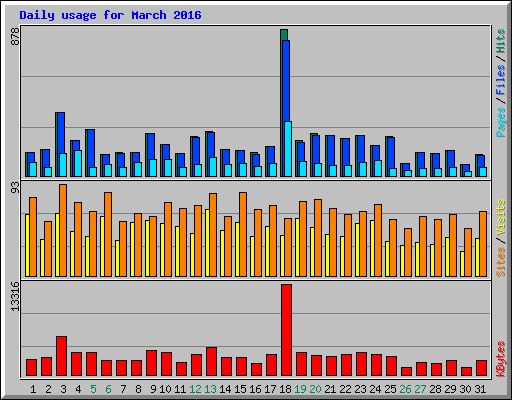 Daily usage for March 2016
878
Pages / Files / Hits
93
Sites / Visits
13316
KBytes
1 2 3 4 5 6 7 8 9 10 11 12 13 14 15 16 17 18 19 20 21 22 23 24 25 26 27 28 29 30 31